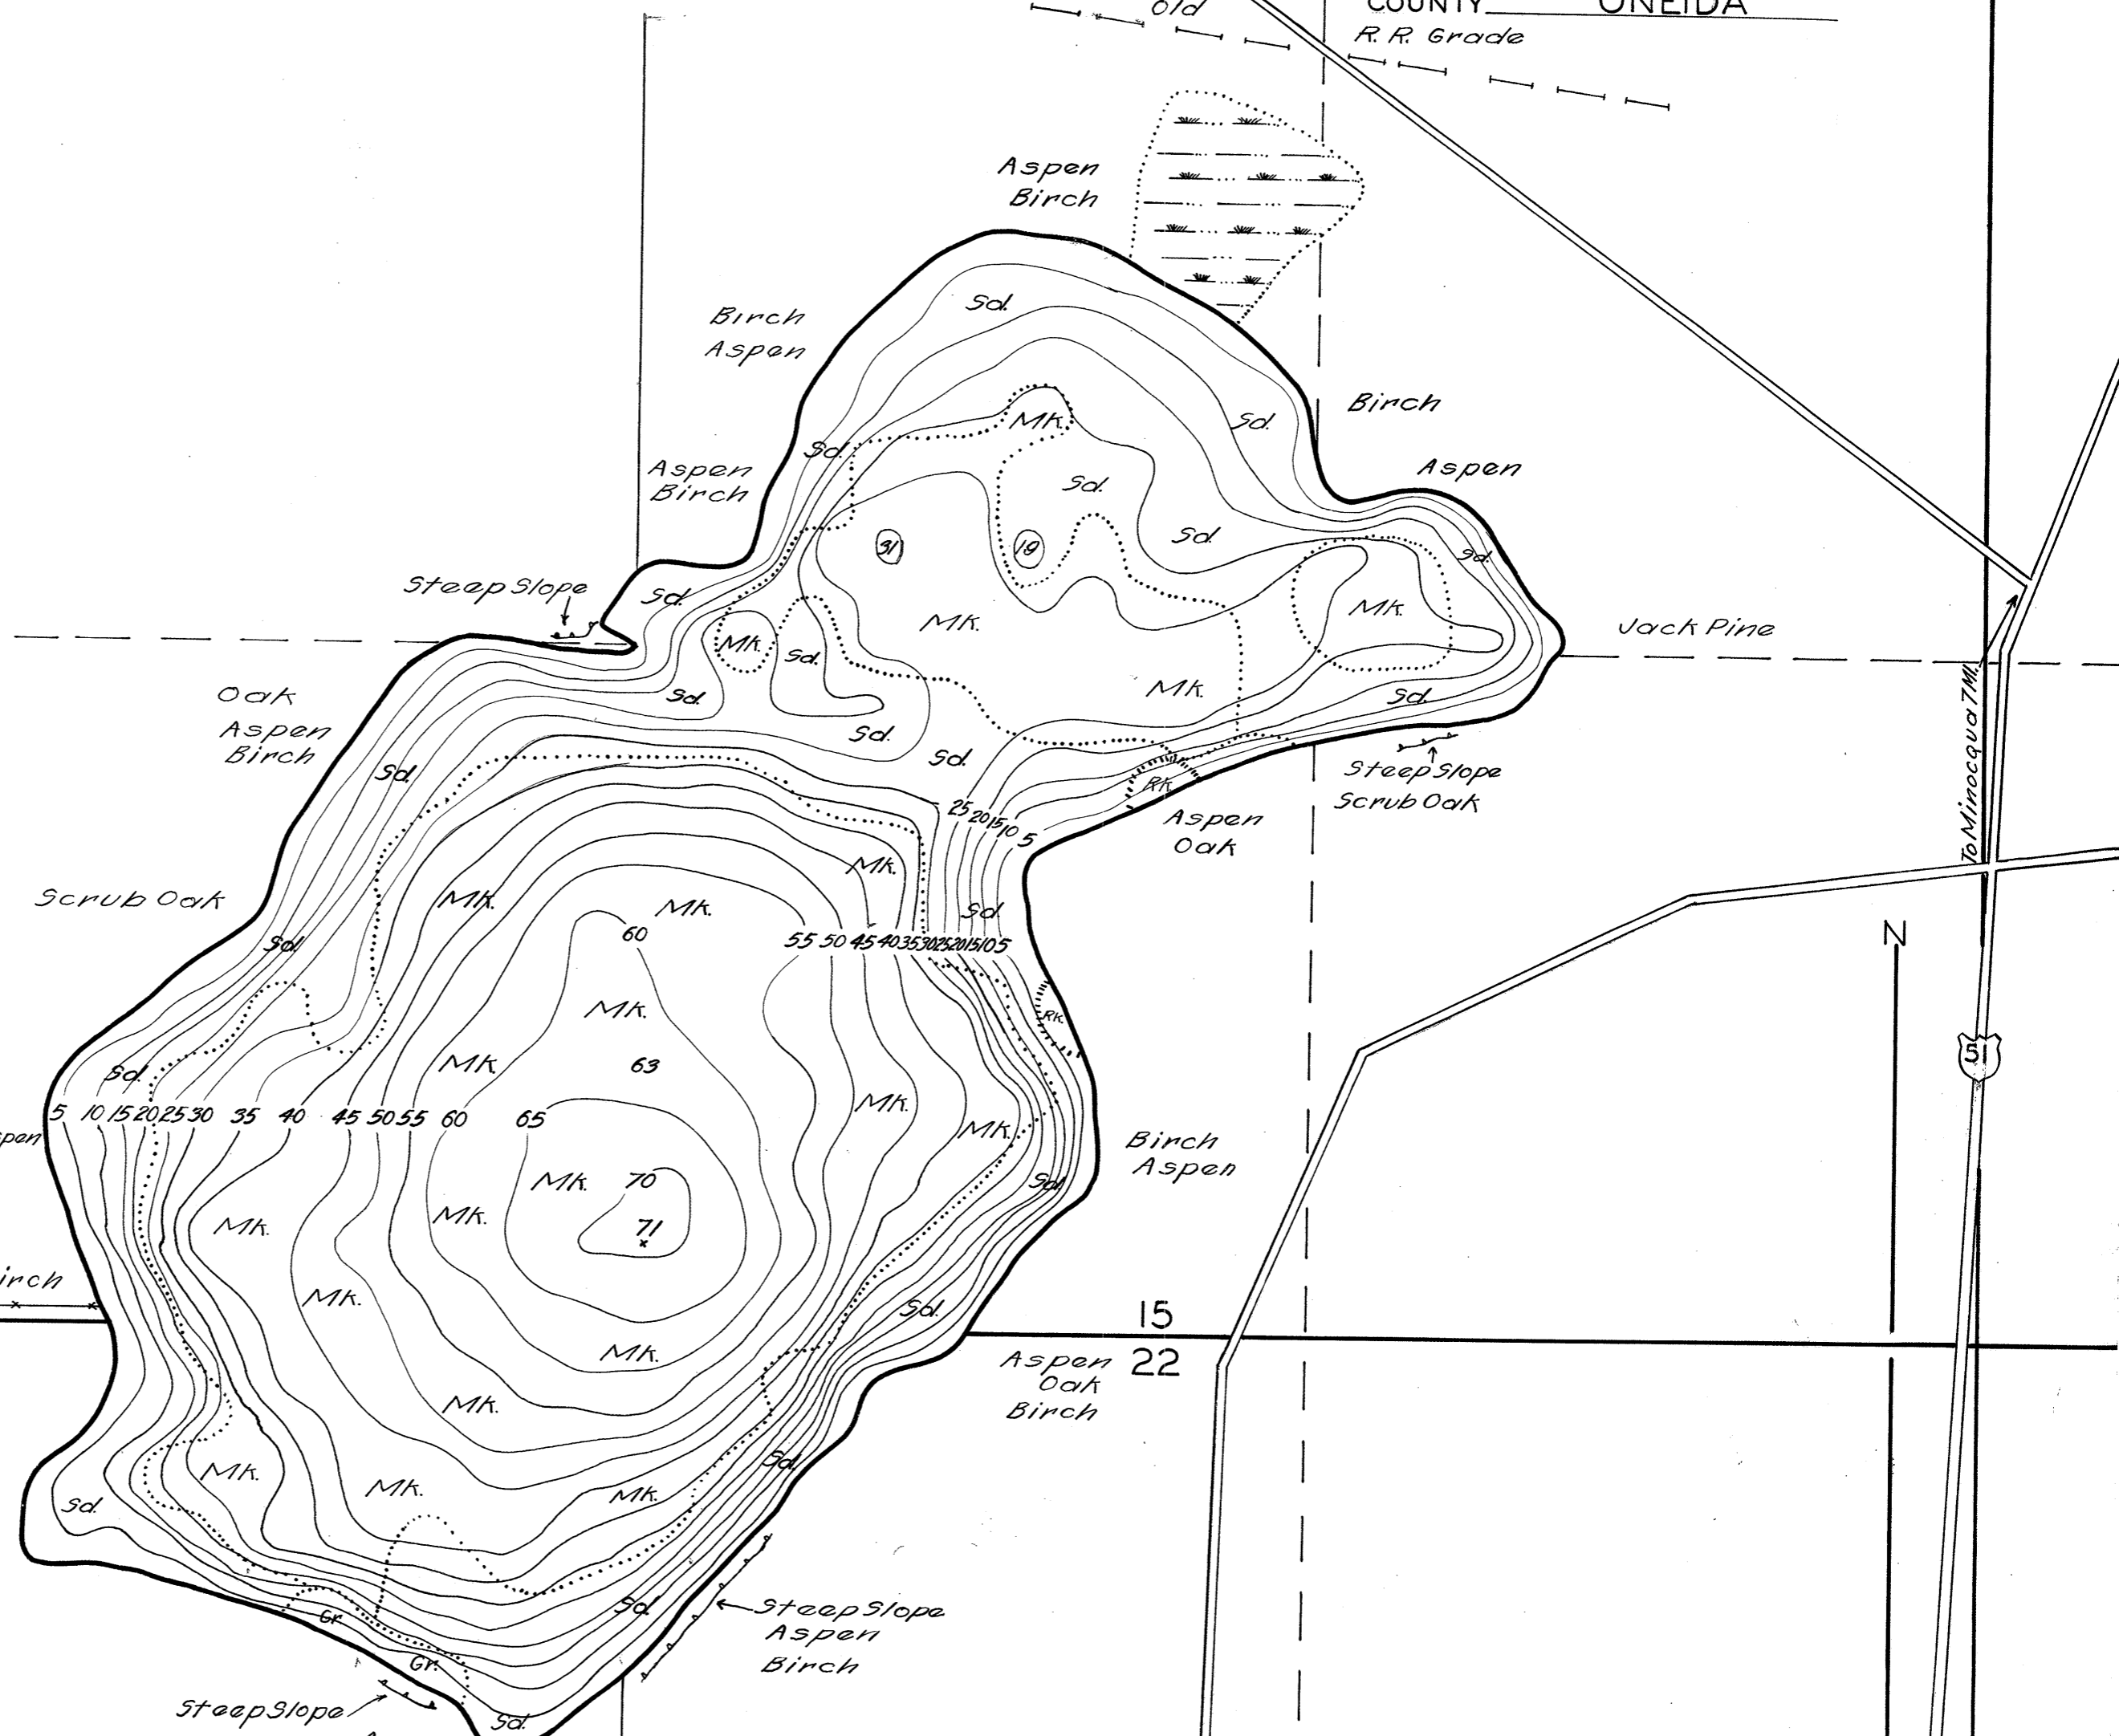 Old
COUNTY ONEIDA
R.R. Grade
Aspen
Birch
Sd.
Birch
Aspen
Birch
Mk.
Sd.
Sd.
Aspen
Birch
Aspen
Sd.
Sd.
31
19
Sd.
Steep Slope
Sd.
Mk.
Mk.
Jack Pine
Mk.
Sd.
Mk.
Sd.
Sd.
Oak
Aspen
Birch
Sd.
Sd.
Sd.
Steep Slope
Scrub Oak
Rk.
To Minocqua 7 Mi.
25 20 15 10 5
Aspen
Oak
Mk.
Scrub Oak
Mk.
Mk.
Sd.
Sd.
60
55 50 45 40 35 30 25 20 15 10 5
N
Mk.
Rk.
51
Mk.
63
Sd.
5 10 15 20 25 30 35 40 45 50 55 60 65
Mk.
Mk.
Birch
Aspen
Mk. 70
Sd.
71
Mk.
Mk.
irch
Mk.
Sd.
15
22
Mk.
Aspen
Oak
Birch
Mk.
Sd.
Mk.
Mk.
Mk.
Sd.
Sd.
Gr.
Steep Slope
Aspen
Birch
Gr.
Steep Slope
Sd.